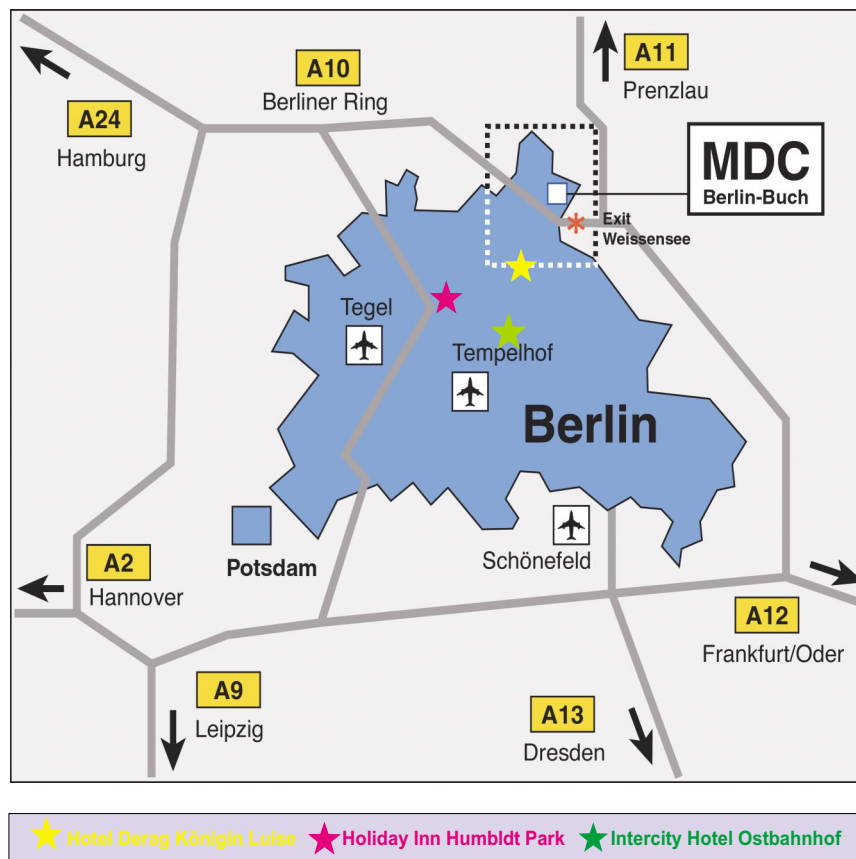 A10
Berliner Ring
A11
Prenzlau
A24
Hamburg
MDC
Berlin-Buch
Exit
Weissensee
Tegel
Tempelhof
Berlin
Potsdam
Schönefeld
A2
Hannover
A12
Frankfurt/Oder
A9
Leipzig
A13
Dresden
Hotel Derag Königin Luise Holiday Inn Humbldt Park Intercity Hotel Ostbahnhof